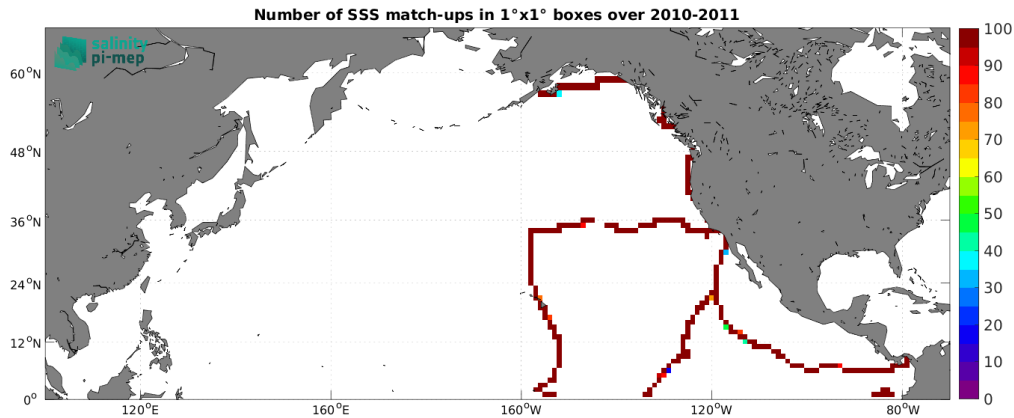 Number of SSS match-ups in 1°x1° boxes over 2010-2011
salinity
pi-mep
60°N
48°N
36°N
24°N
12°N
0°
120°E
160°E
160°W
120°W
80°W
100
90
80
70
60
50
40
30
20
10
0